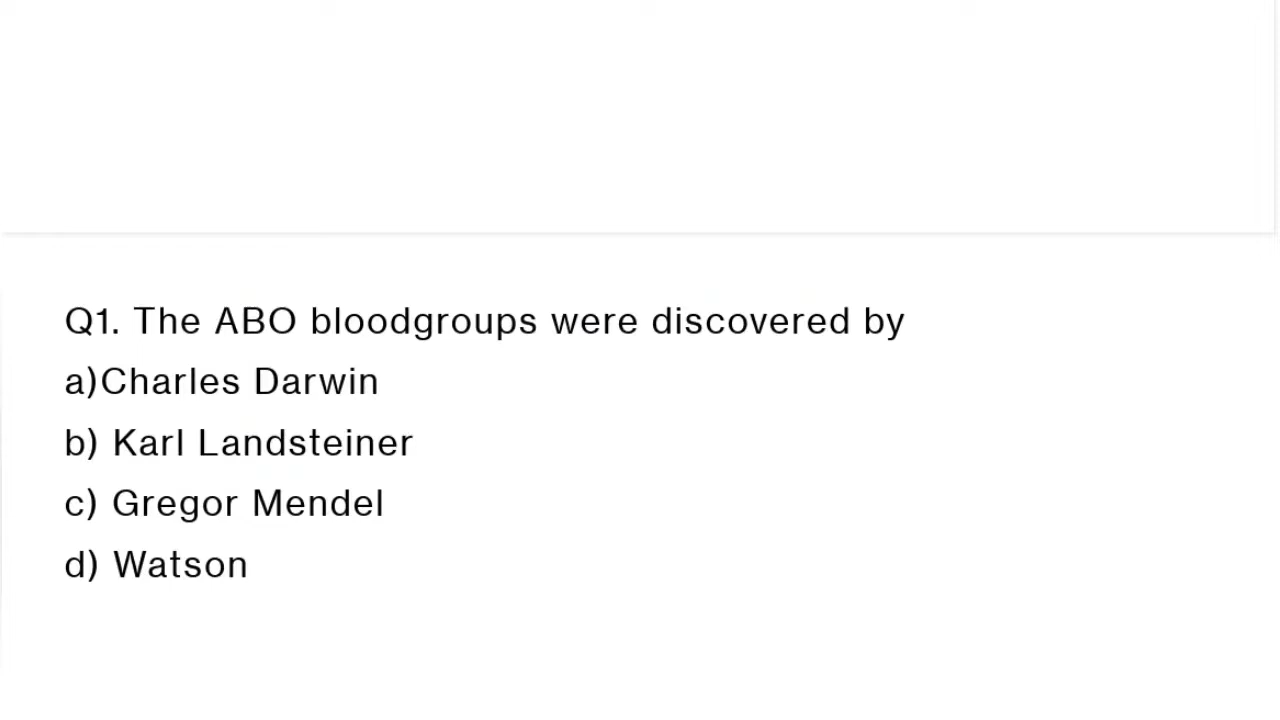 Q1. The ABO bloodgroups were discovered by
a)Charles Darwin
b) Karl Landsteiner
c) Gregor Mendel
d) Watson